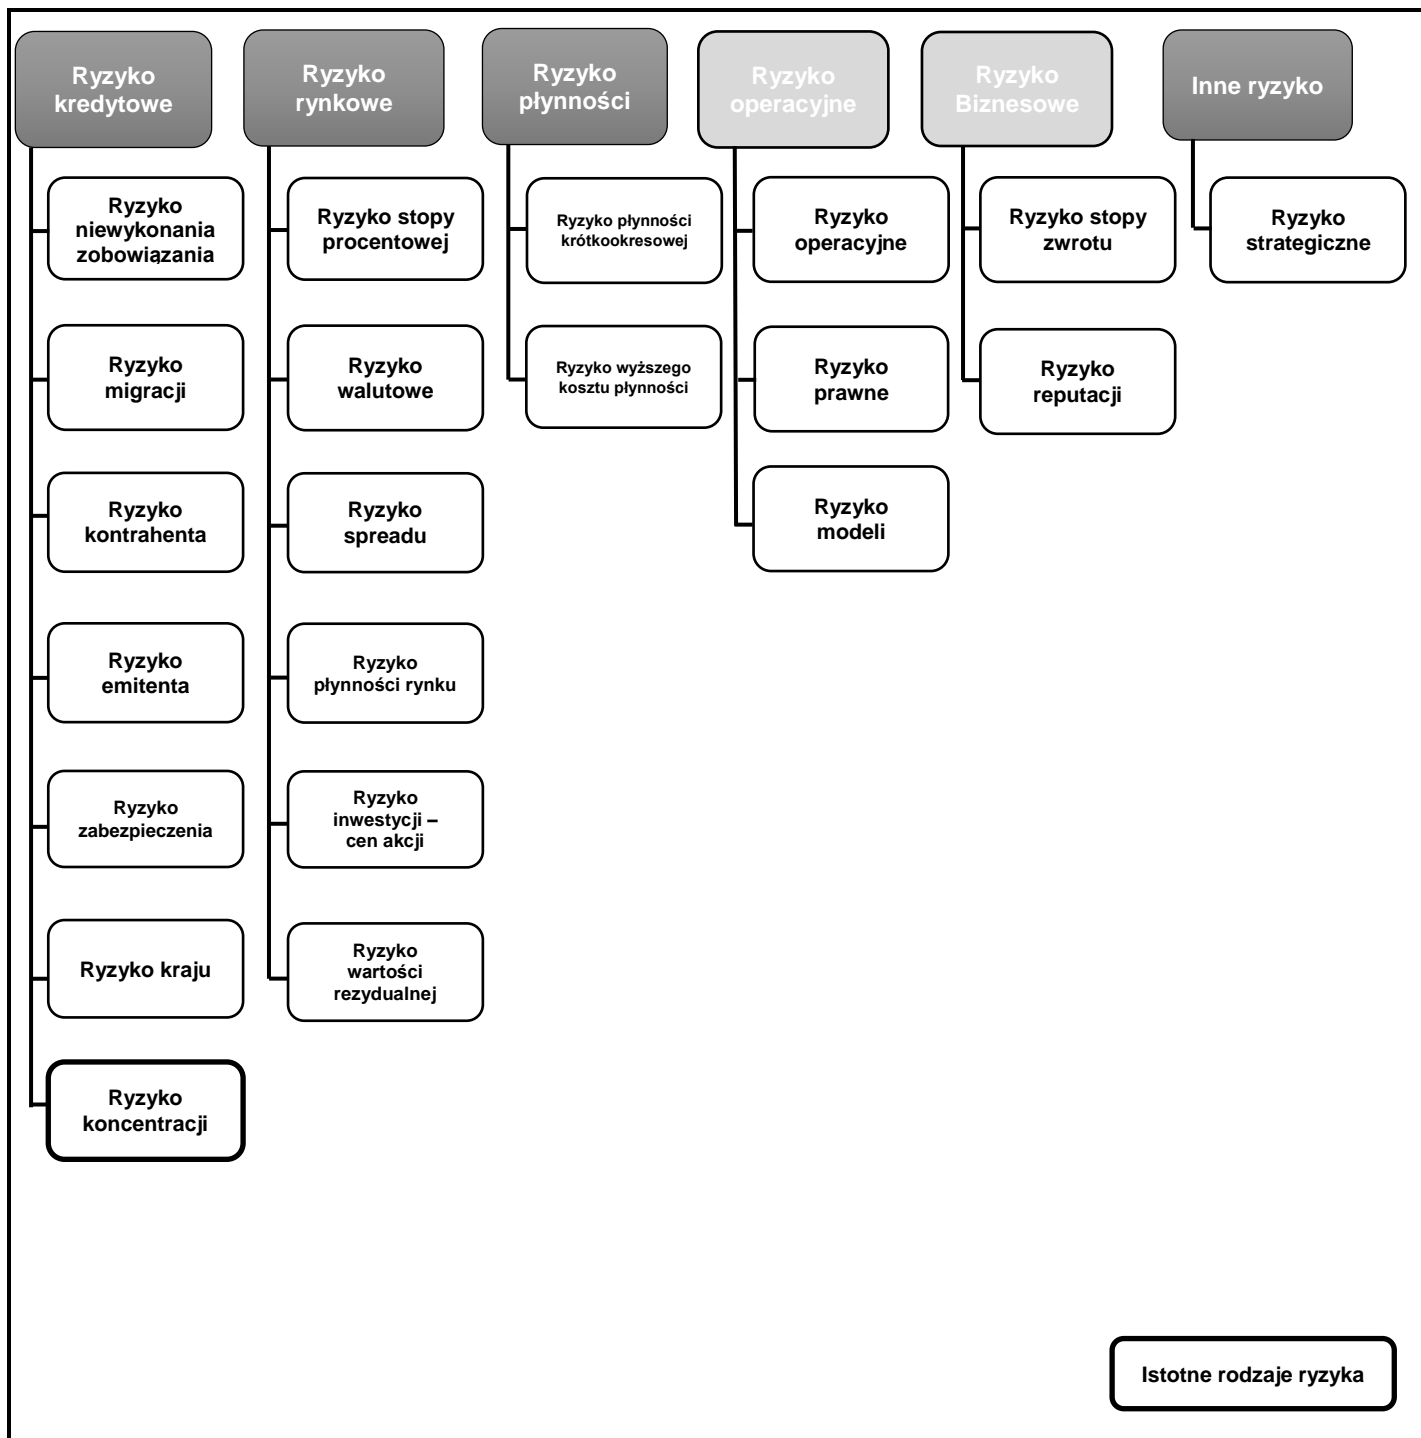 Ryzyko
kredytowe
Ryzyko
rynkowe
Ryzyko
płynności
Ryzyko
operacyjne
Ryzyko
Biznesowe
Inne ryzyko
Ryzyko
niewykonania
zobowiązania
Ryzyko
migracji
Ryzyko
kontrahenta
Ryzyko
emitenta
Ryzyko
zabezpieczenia
Ryzyko kraju
Ryzyko
koncentracji
Ryzyko stopy
procentowej
Ryzyko
walutowe
Ryzyko
spreadu
Ryzyko
płynności rynku
Ryzyko
inwestycji –
cen akcji
Ryzyko
wartości
rezydualnej
Ryzyko płynności
krótkookresowej
Ryzyko wyższego
kosztu płynności
Ryzyko
operacyjne
Ryzyko
prawne
Ryzyko
modeli
Ryzyko stopy
zwrotu
Ryzyko
reputacji
Ryzyko
strategiczne
Istotne rodzaje ryzyka